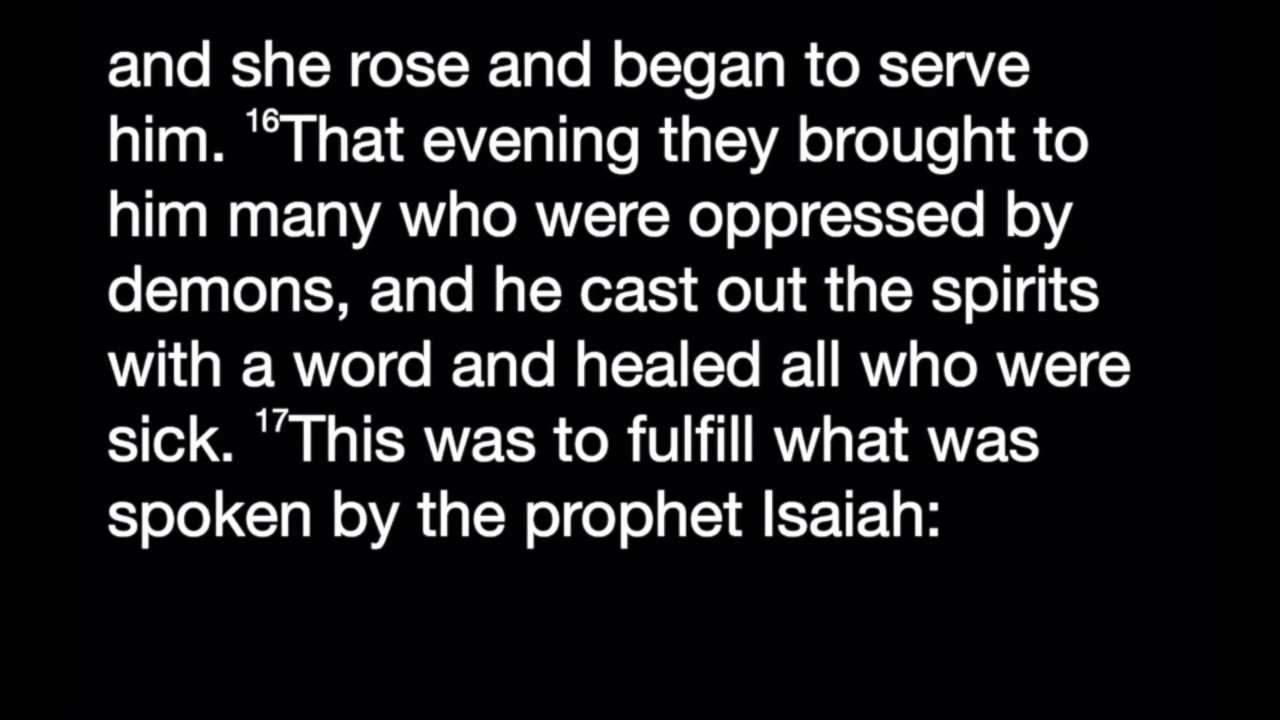 and she rose and began to serve
him. 16That evening they brought to
him many who were oppressed by
demons, and he cast out the spirits
with a word and healed all who were
sick. 17This was to fulfill what was
spoken by the prophet Isaiah: